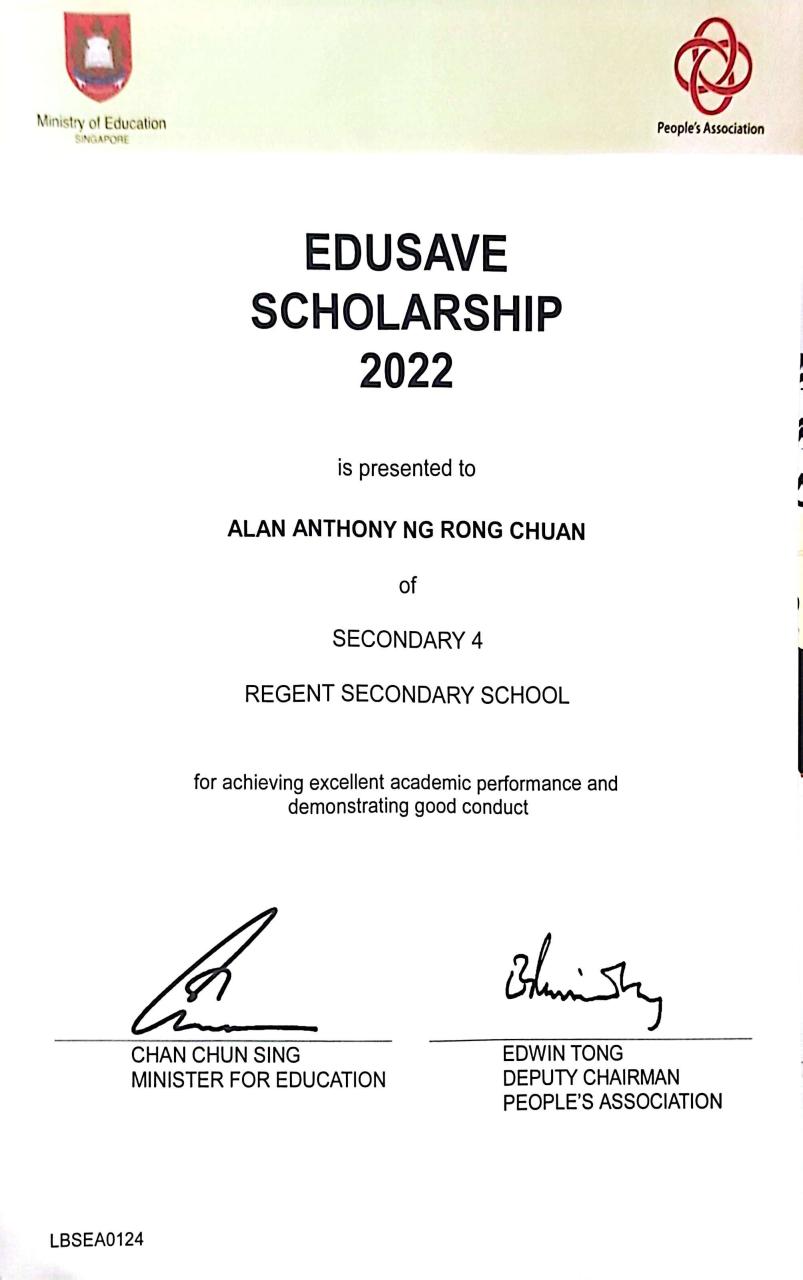 Ministry of Education
SINGAPORE
People's Association
EDUSAVE
SCHOLARSHIP
2022
is presented to
ALAN ANTHONY NG RONG CHUAN
of
SECONDARY 4
REGENT SECONDARY SCHOOL
for achieving excellent academic performance and
demonstrating good conduct
CHAN CHUN SING
MINISTER FOR EDUCATION
EDWIN TONG
DEPUTY CHAIRMAN
PEOPLE'S ASSOCIATION
LBSEA0124